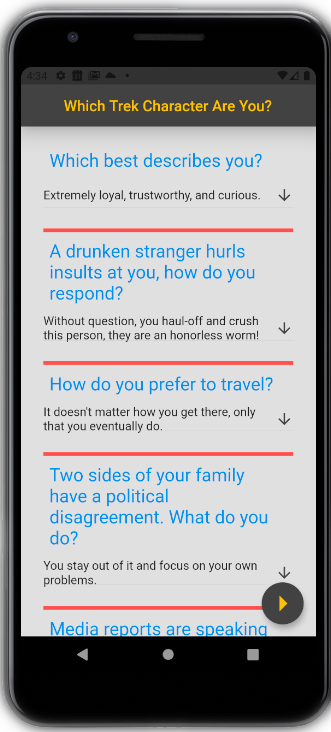 4:34
Which Trek Character Are You?
Which best describes you?
Extremely loyal, trustworthy, and curious.
A drunken stranger hurls
insults at you, how do you
respond?
Without question, you haul-off and crush
this person, they are an honorless worm!
How do you prefer to travel?
It doesn't matter how you get there, only
that you eventually do.
Two sides of your family
have a political
disagreement. What do you
do?
You stay out of it and focus on your own
problems.
Media reports are speaking